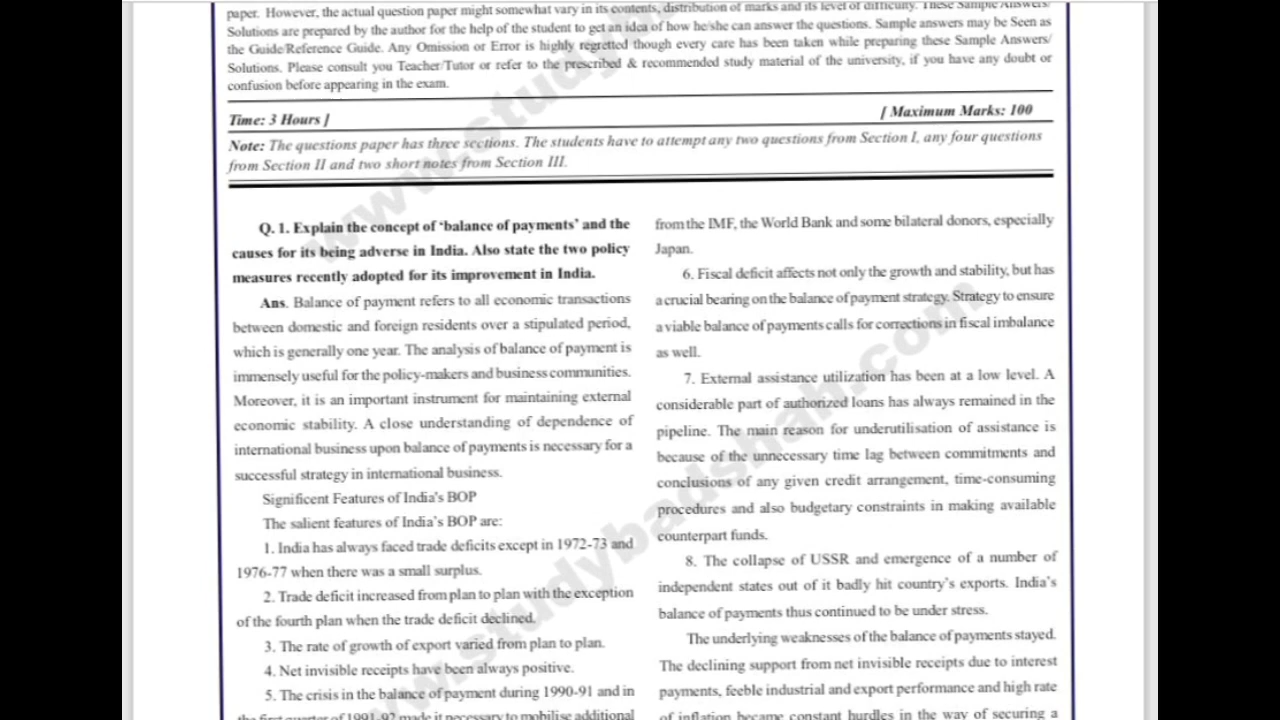 paper. However, the actual question paper might somewhat vary in its contents, distribution of marks and its level of difficulty. These Sample Answers/
Solutions are prepared by the author for the help of the student to get an idea of how he/she can answer the questions. Sample answers may be Seen as
the Guide/Reference Guide. Any Omission or Error is highly regretted though every care has been taken while preparing these Sample Answers/
Solutions. Please consult you Teacher/Tutor or refer to the prescribed & recommended study material of the university, if you have any doubt or
confusion before appearing in the exam.
Time: 3 Hours ]
[ Maximum Marks: 100
Note: The questions paper has three sections. The students have to attempt any two questions from Section I, any four questions
from Section II and two short notes from Section III.
Q. 1. Explain the concept of ‘balance of payments’ and the
causes for its being adverse in India. Also state the two policy
measures recently adopted for its improvement in India.
Ans. Balance of payment refers to all economic transactions
between domestic and foreign residents over a stipulated period,
which is generally one year. The analysis of balance of payment is
immensely useful for the policy-makers and business communities.
Moreover, it is an important instrument for maintaining external
economic stability. A close understanding of dependence of
international business upon balance of payments is necessary for a
successful strategy in international business.
Significent Features of India's BOP
The salient features of India's BOP are:
1. India has always faced trade deficits except in 1972-73 and
1976-77 when there was a small surplus.
2. Trade deficit increased from plan to plan with the exception
of the fourth plan when the trade deficit declined.
3. The rate of growth of export varied from plan to plan.
4. Net invisible receipts have been always positive.
5. The crisis in the balance of payment during 1990-91 and in
the first quarter of 1991-92 made it necessary to mobilise additional
from the IMF, the World Bank and some bilateral donors, especially
Japan.
6. Fiscal deficit affects not only the growth and stability, but has
a crucial bearing on the balance of payment strategy. Strategy to ensure
a viable balance of payments calls for corrections in fiscal imbalance
as well.
7. External assistance utilization has been at a low level. A
considerable part of authorized loans has always remained in the
pipeline. The main reason for underutilisation of assistance is
because of the unnecessary time lag between commitments and
conclusions of any given credit arrangement, time-consuming
procedures and also budgetary constraints in making available
counterpart funds.
8. The collapse of USSR and emergence of a number of
independent states out of it badly hit country's exports. India's
balance of payments thus continued to be under stress.
The underlying weaknesses of the balance of payments stayed.
The declining support from net invisible receipts due to interest
payments, feeble industrial and export performance and high rate
of inflation became constant hurdles in the way of securing a
www.studybadshah.com